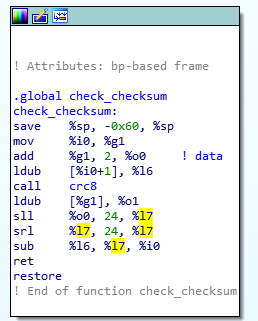 ! Attributes: bp-based frame
.global check_checksum
check_checksum:
save %sp, -0x60, %sp
mov %i0, %g1
add %g1, 2, %o0 ! data
ldub [%i0+1], %l6
call crc8
ldub [%g1], %o1
sll %o0, 24, %l7
srl %l7, 24, %l7
sub %l6, %l7, %i0
ret
restore
! End of function check_checksum